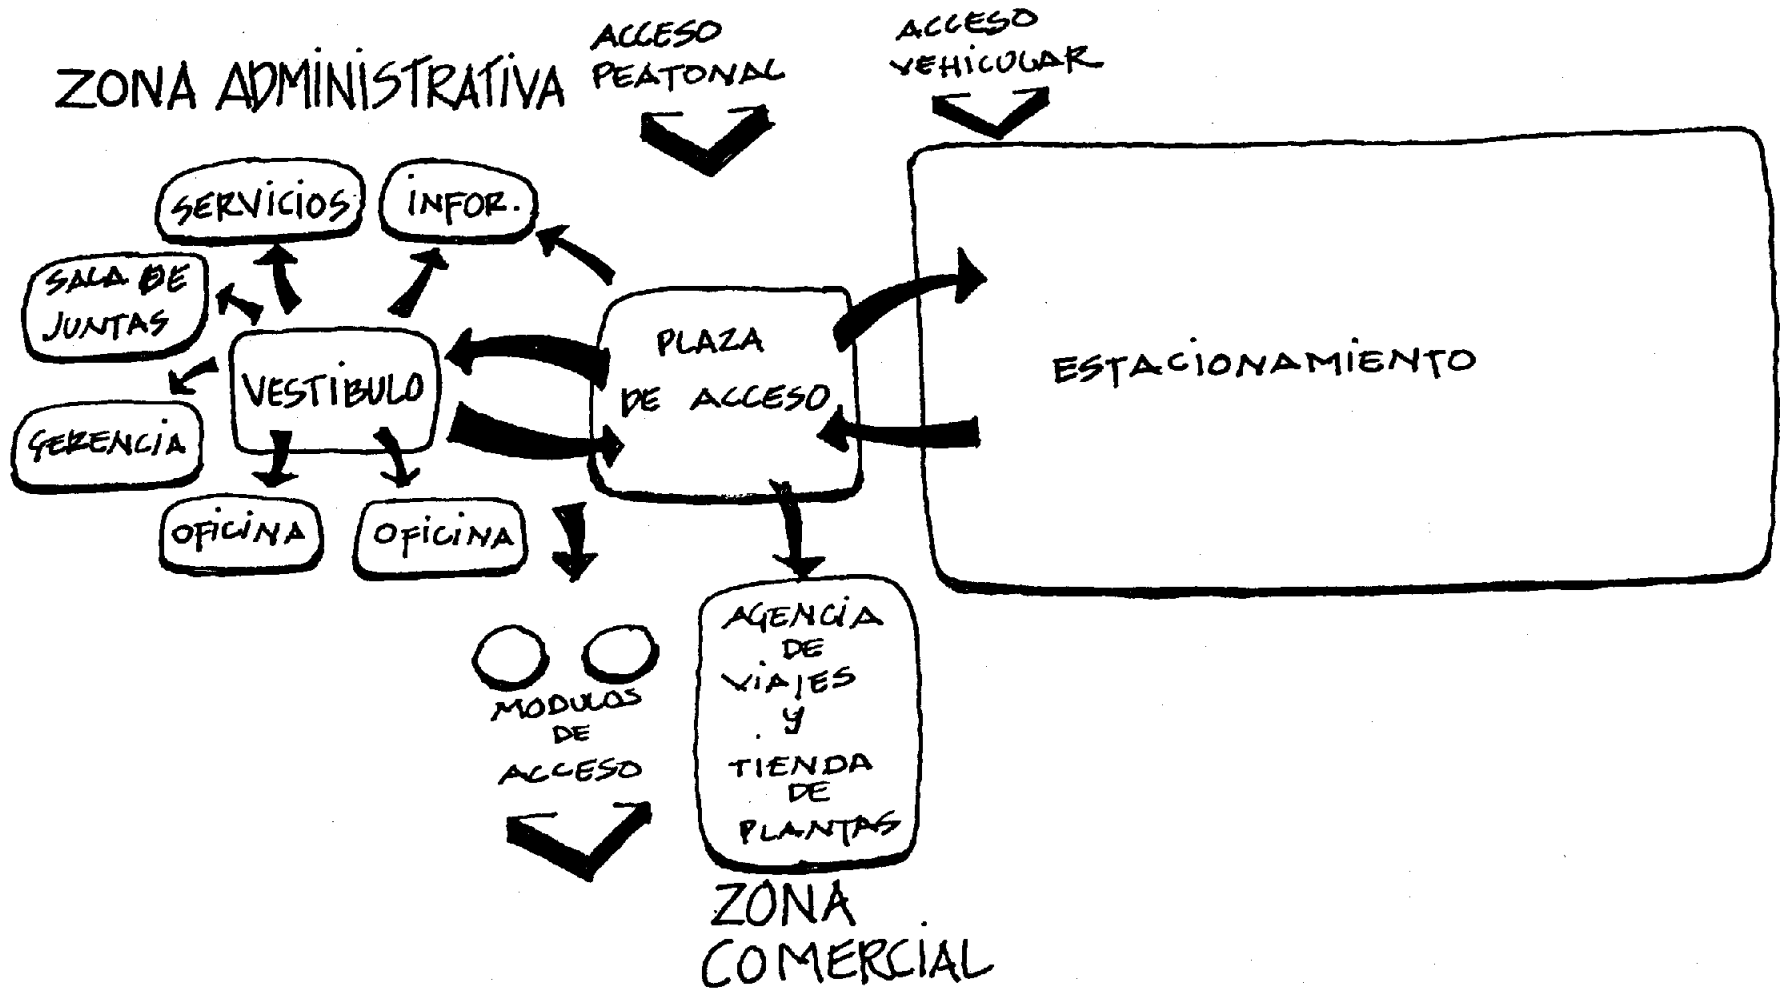 ZONA ADMINISTRATIVA
ACCESO
PEATONAL
ACCESO
VEHICULAR
SERVICIOS
INFOR.
SALA DE
JUNTAS
VESTIBULO
GERENCIA
OFICINA
OFICINA
PLAZA
DE ACCESO
ESTACIONAMIENTO
MODULOS
DE
ACCESO
AGENCIA
DE
VIAJES
Y
TIENDA
DE
PLANTAS
ZONA
COMERCIAL